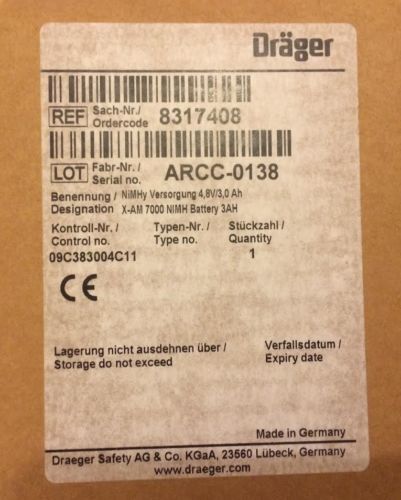 Dräger
REF Sach-Nr./ Ordercode 8317408
LOT Fabr-Nr./ Serial no. ARCC-0138
Benennung / NiMHy Versorgung 4,8V/3,0 Ah
Designation X-AM 7000 NIMH Battery 3AH
Kontroll-Nr. / Typen-Nr. / Stückzahl /
Control no. Type no. Quantity
09C383004C11 1
CE
Lagerung nicht ausdehnen über / Verfallsdatum /
Storage do not exceed Expiry date
Made in Germany
Draeger Safety AG & Co. KGaA, 23560 Lübeck, Germany
www.draeger.com